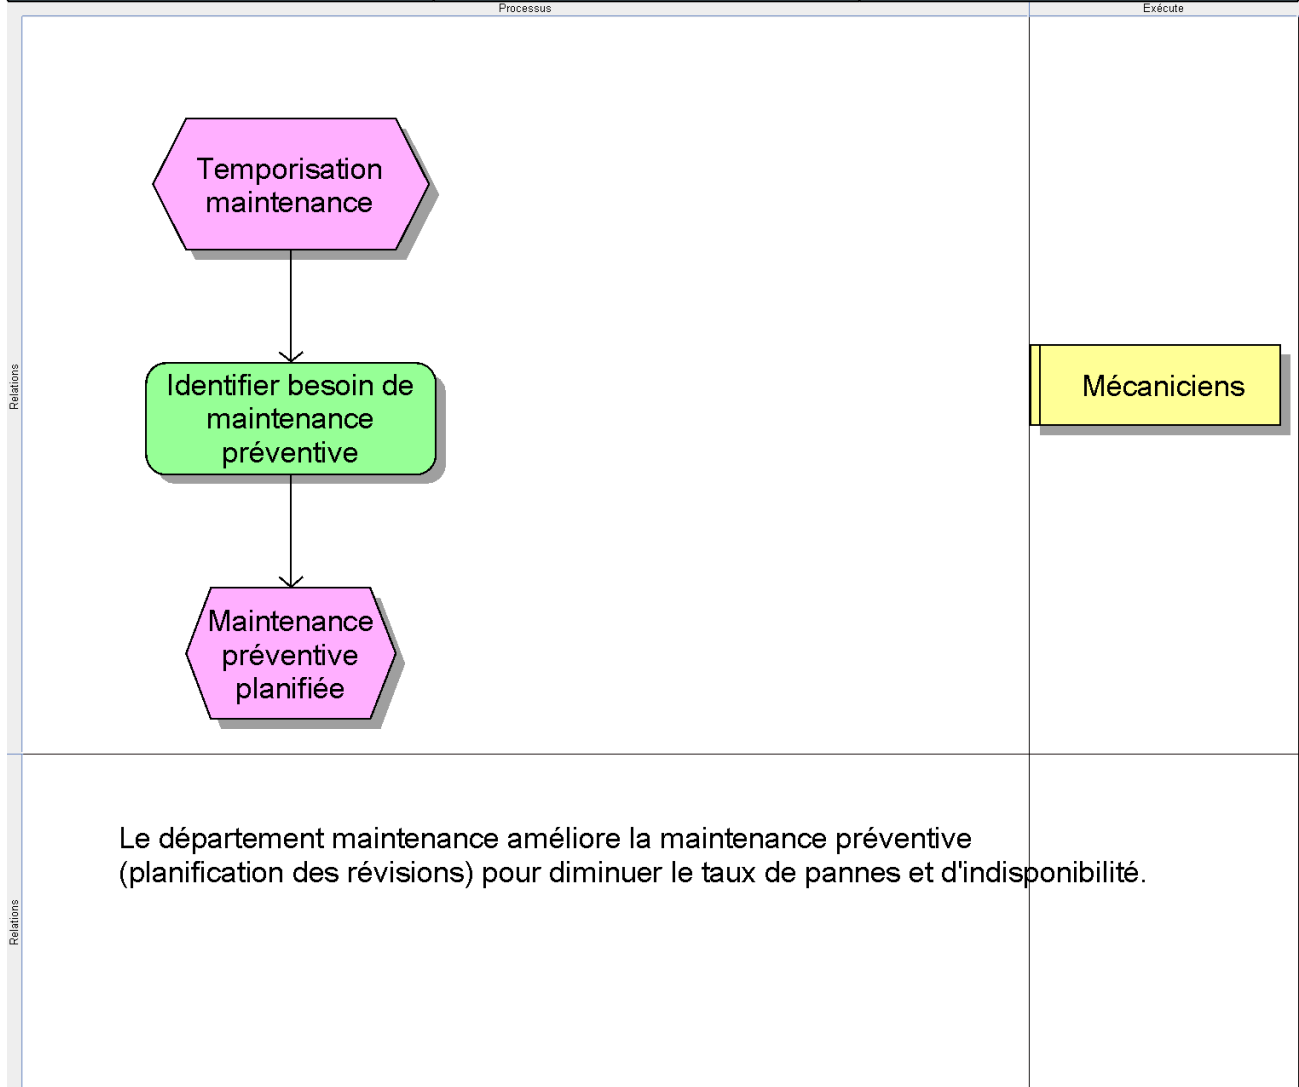 Processus
Exécute
Relations
Temporisation
maintenance
Identifier besoin de
maintenance
préventive
Mécaniciens
Maintenance
préventive
planifiée
Relations
Le département maintenance améliore la maintenance préventive
(planification des révisions) pour diminuer le taux de pannes et d'indisponibilité.